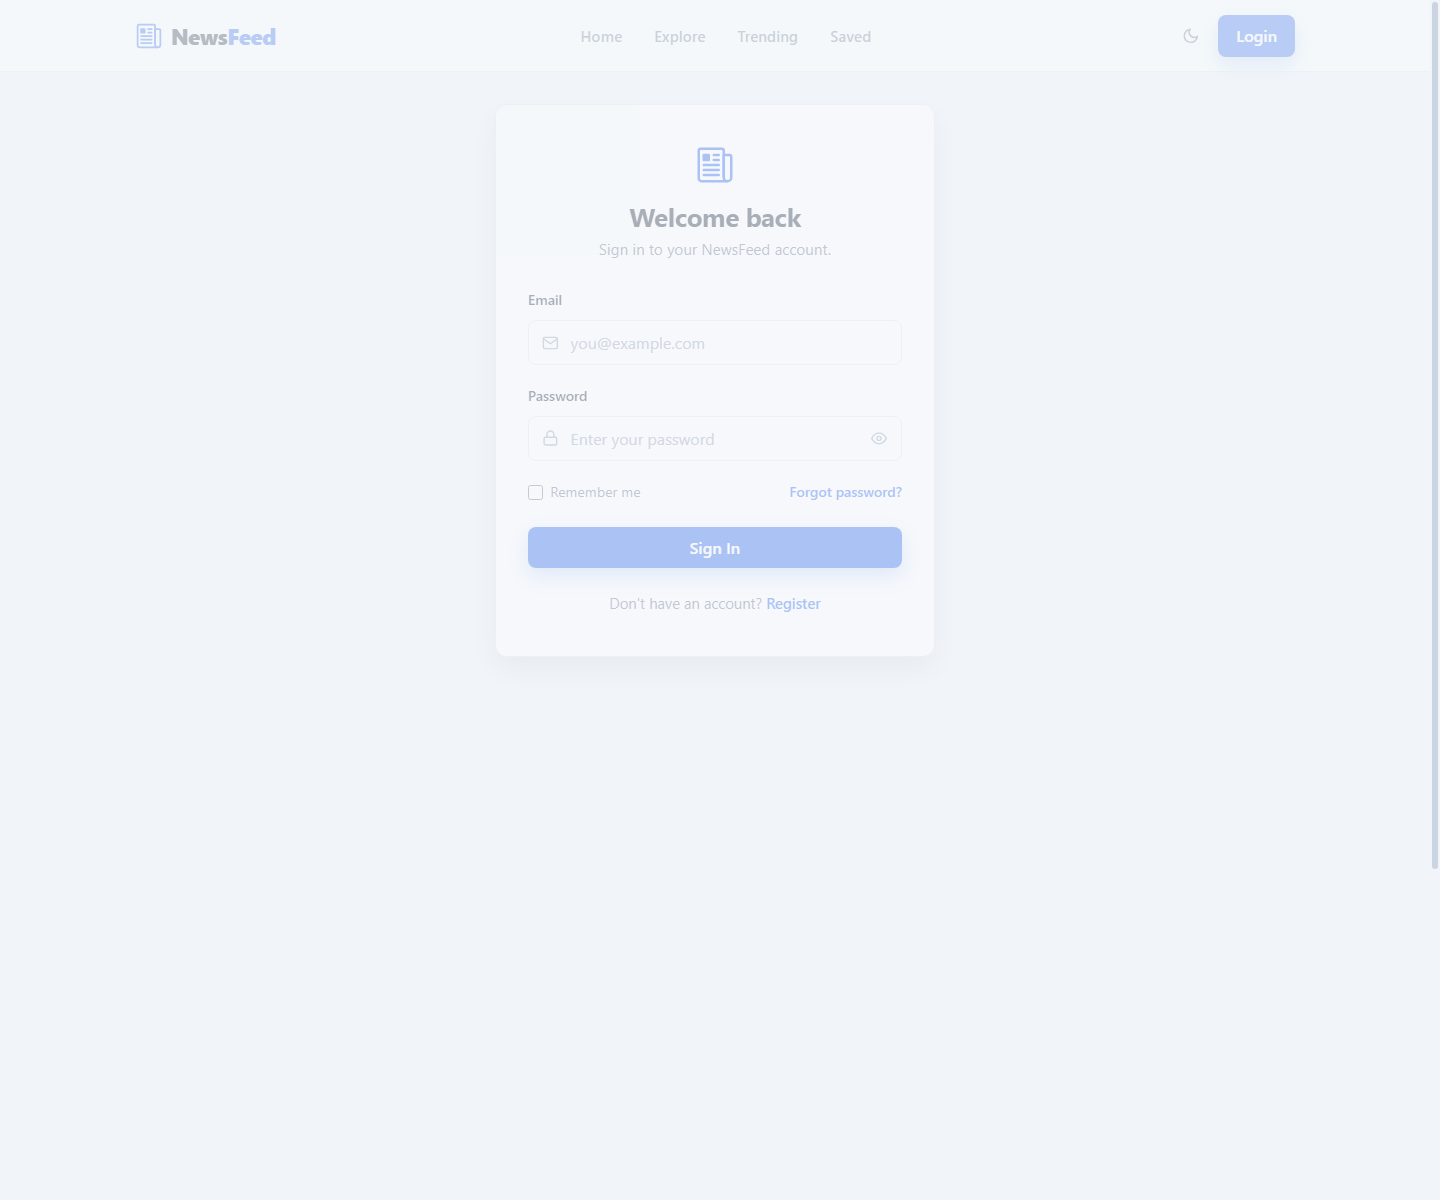 NewsFeed
Home Explore Trending Saved
Login
Welcome back
Sign in to your NewsFeed account.
Email
you@example.com
Password
Enter your password
Remember me Forgot password?
Sign In
Don't have an account? Register